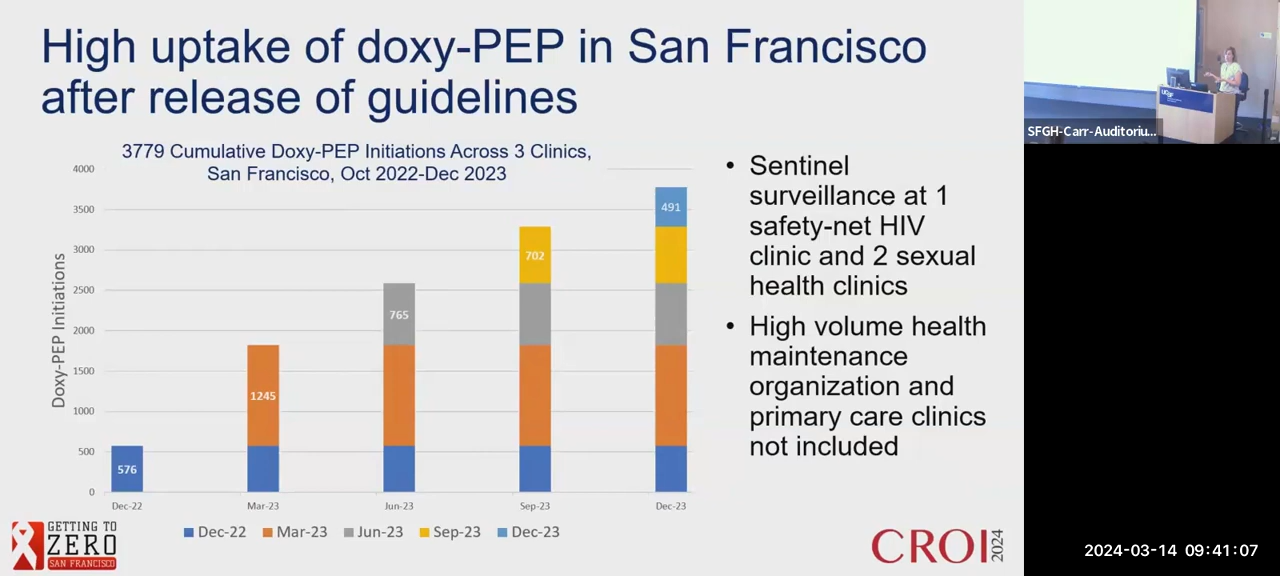 High uptake of doxy-PEP in San Francisco
after release of guidelines
3779 Cumulative Doxy-PEP Initiations Across 3 Clinics,
San Francisco, Oct 2022-Dec 2023
Doxy-PEP Initiations
4000
3500
3000
2500
2000
1500
1000
500
0
576
1245
765
702
491
Dec-22
Mar-23
Jun-23
Sep-23
Dec-23
Dec-22 Mar-23 Jun-23 Sep-23 Dec-23
• Sentinel
surveillance at 1
safety-net HIV
clinic and 2 sexual
health clinics
• High volume health
maintenance
organization and
primary care clinics
not included
GETTING TO
ZERO
SAN FRANCISCO
CROI
2024
UCSF
SFGH-Carr-Auditoriu...
2024-03-14 09:41:07